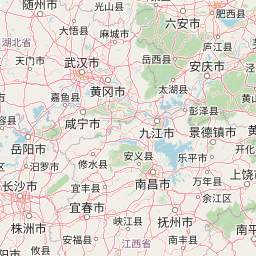 随州市
六安市
肥西县
大悟县
麻城市
湖北省
庐江县
天门市
武汉市
岳西县
安庆市
黄冈市
太湖县
嘉鱼县
彭泽县
咸宁市
九江市
景德镇市
岳阳市
开化
汨罗市
修水县
安义县
乐平市
长沙市
宜丰县
南昌市
万年县
上饶
余江区
株洲市
宜春市
峡江县
抚州市
南平
安福县
江西省
南丰县